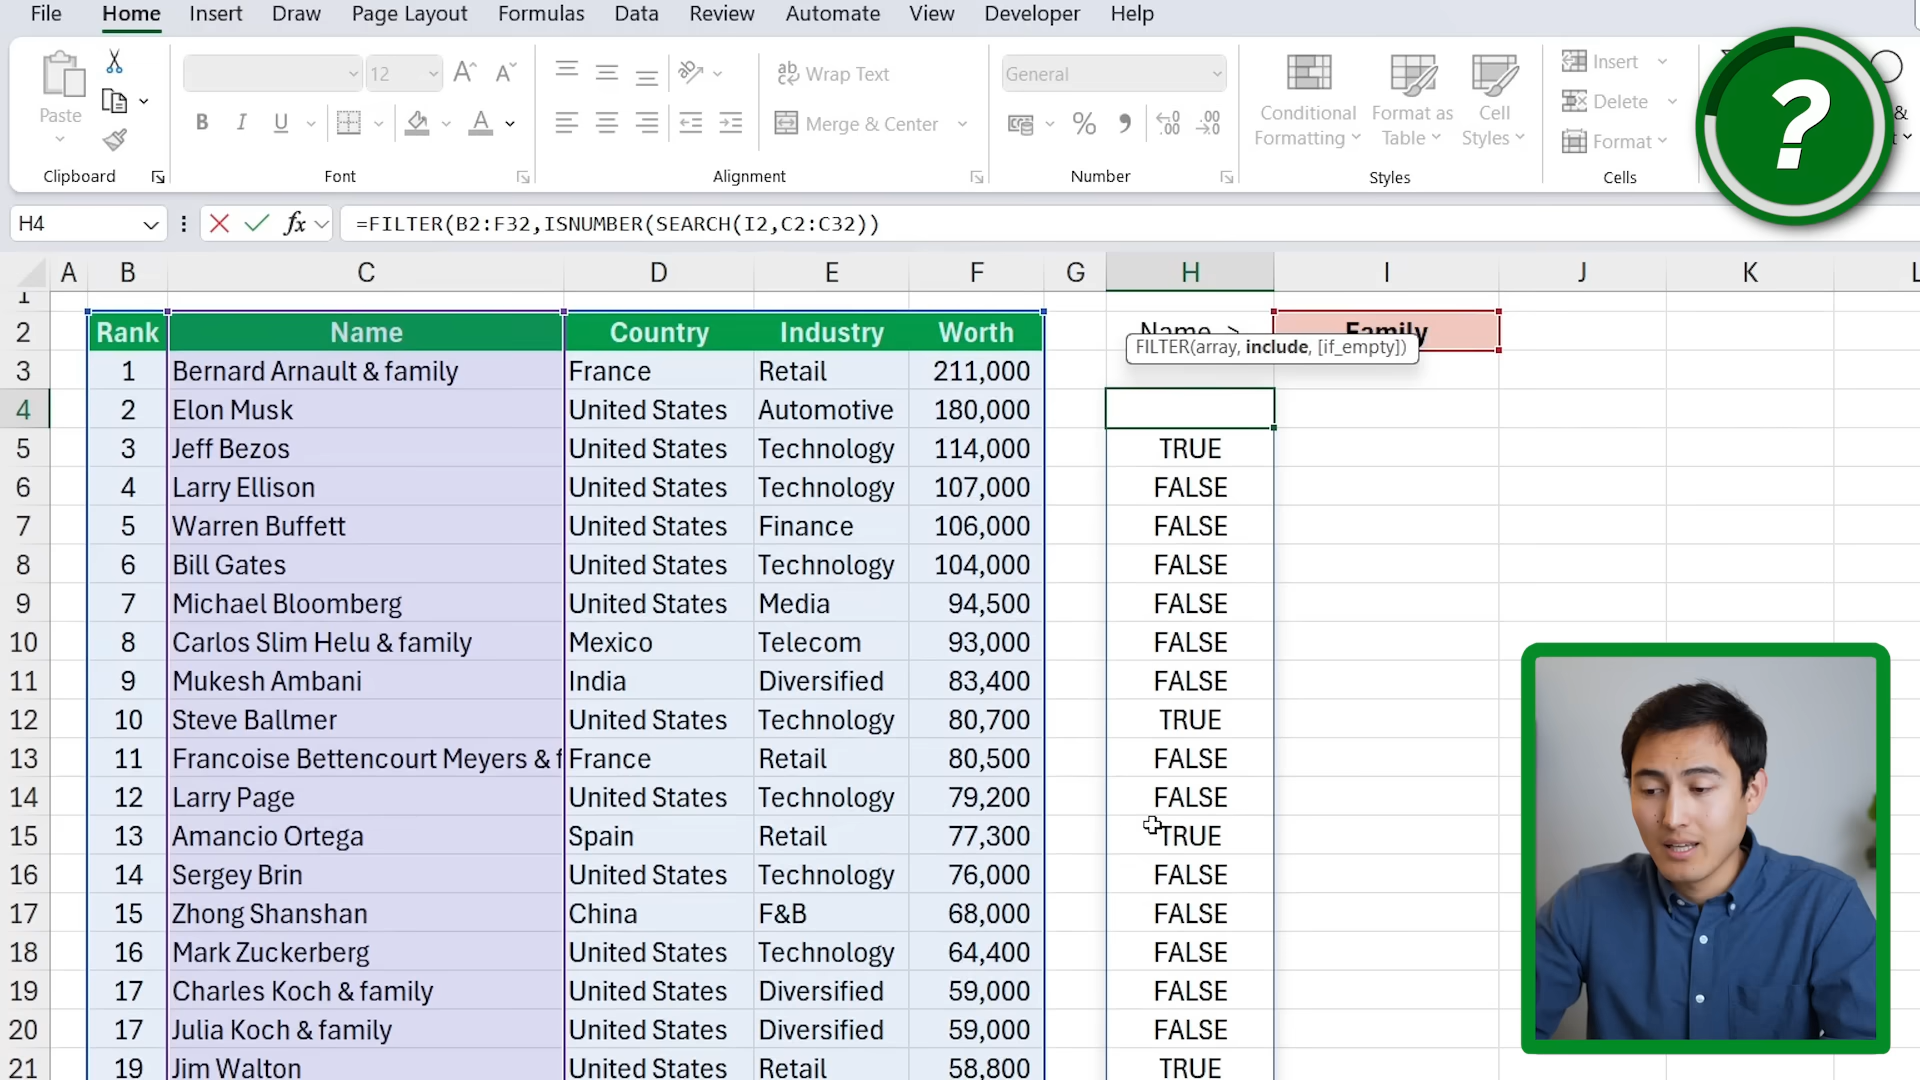 File Home Insert Draw Page Layout Formulas Data Review View Automate Developer Help
Paste
12
B I U
Clipboard
Font
Wrap Text
Merge & Center
Alignment
General
%
Number
Conditional Formatting
Format as Table
Cell Styles
Styles
Insert
Delete
Format
Cells
&
?
H4
fx
=FILTER(B2:F32,ISNUMBER(SEARCH(I2,C2:C32))
A B C D E F G H I J K L
1
2 Rank Name Country Industry Worth Name > Family
FILTER(array, include, [if_empty])
3 1 Bernard Arnault & family France Retail 211,000
4 2 Elon Musk United States Automotive 180,000
5 3 Jeff Bezos United States Technology 114,000 TRUE
6 4 Larry Ellison United States Technology 107,000 FALSE
7 5 Warren Buffett United States Finance 106,000 FALSE
8 6 Bill Gates United States Technology 104,000 FALSE
9 7 Michael Bloomberg United States Media 94,500 FALSE
10 8 Carlos Slim Helu & family Mexico Telecom 93,000 FALSE
11 9 Mukesh Ambani India Diversified 83,400 FALSE
12 10 Steve Ballmer United States Technology 80,700 TRUE
13 11 Francoise Bettencourt Meyers & f France Retail 80,500 FALSE
14 12 Larry Page United States Technology 79,200 FALSE
15 13 Amancio Ortega Spain Retail 77,300 TRUE
16 14 Sergey Brin United States Technology 76,000 FALSE
17 15 Zhong Shanshan China F&B 68,000 FALSE
18 16 Mark Zuckerberg United States Technology 64,400 FALSE
19 17 Charles Koch & family United States Diversified 59,000 FALSE
20 17 Julia Koch & family United States Diversified 59,000 FALSE
21 19 Jim Walton United States Retail 58,800 TRUE